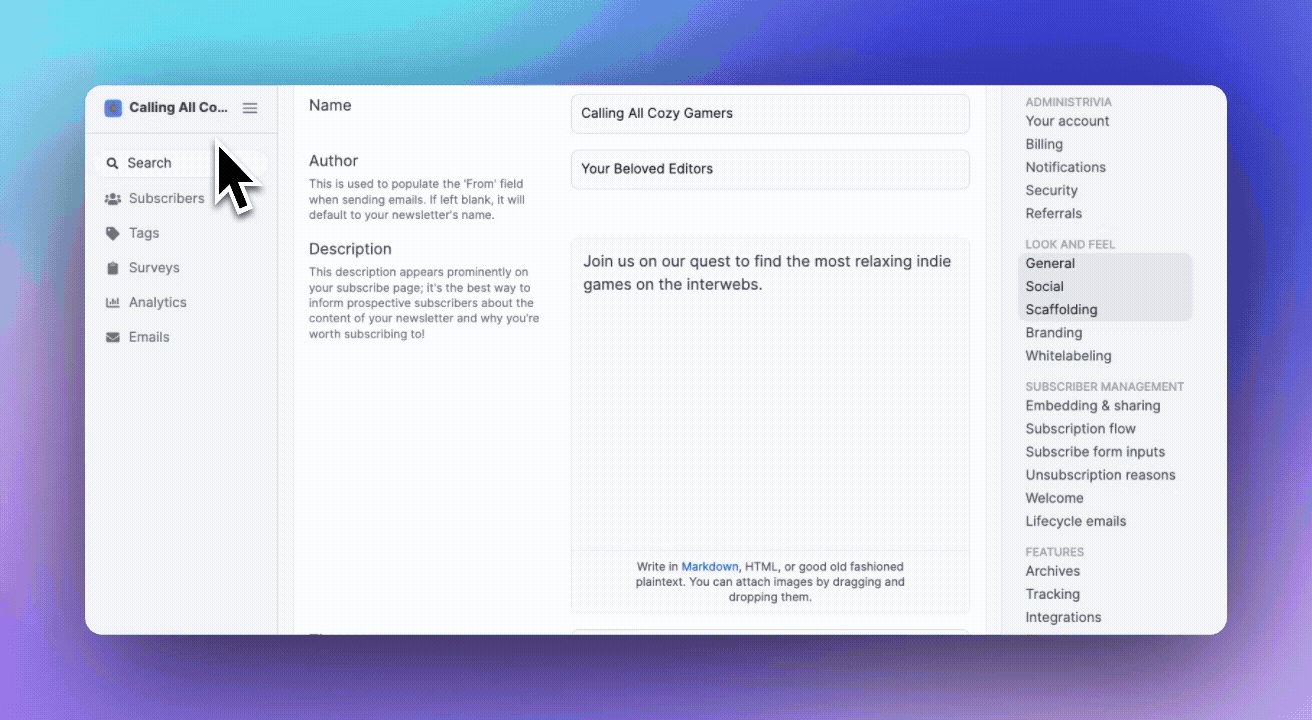 Calling All Co...
Search
Subscribers
Tags
Surveys
Analytics
Emails
Name
Calling All Cozy Gamers
Author
This is used to populate the 'From' field
when sending emails. If left blank, it will
default to your newsletter's name.
Your Beloved Editors
Description
This description appears prominently on
your subscribe page; it's the best way to
inform prospective subscribers about the
content of your newsletter and why you're
worth subscribing to!
Join us on our quest to find the most relaxing indie
games on the interwebs.
Write in Markdown, HTML, or good old fashioned
plaintext. You can attach images by dragging and
dropping them.
ADMINISTRIVIA
Your account
Billing
Notifications
Security
Referrals
LOOK AND FEEL
General
Social
Scaffolding
Branding
Whitelabeling
SUBSCRIBER MANAGEMENT
Embedding & sharing
Subscription flow
Subscribe form inputs
Unsubscription reasons
Welcome
Lifecycle emails
FEATURES
Archives
Tracking
Integrations